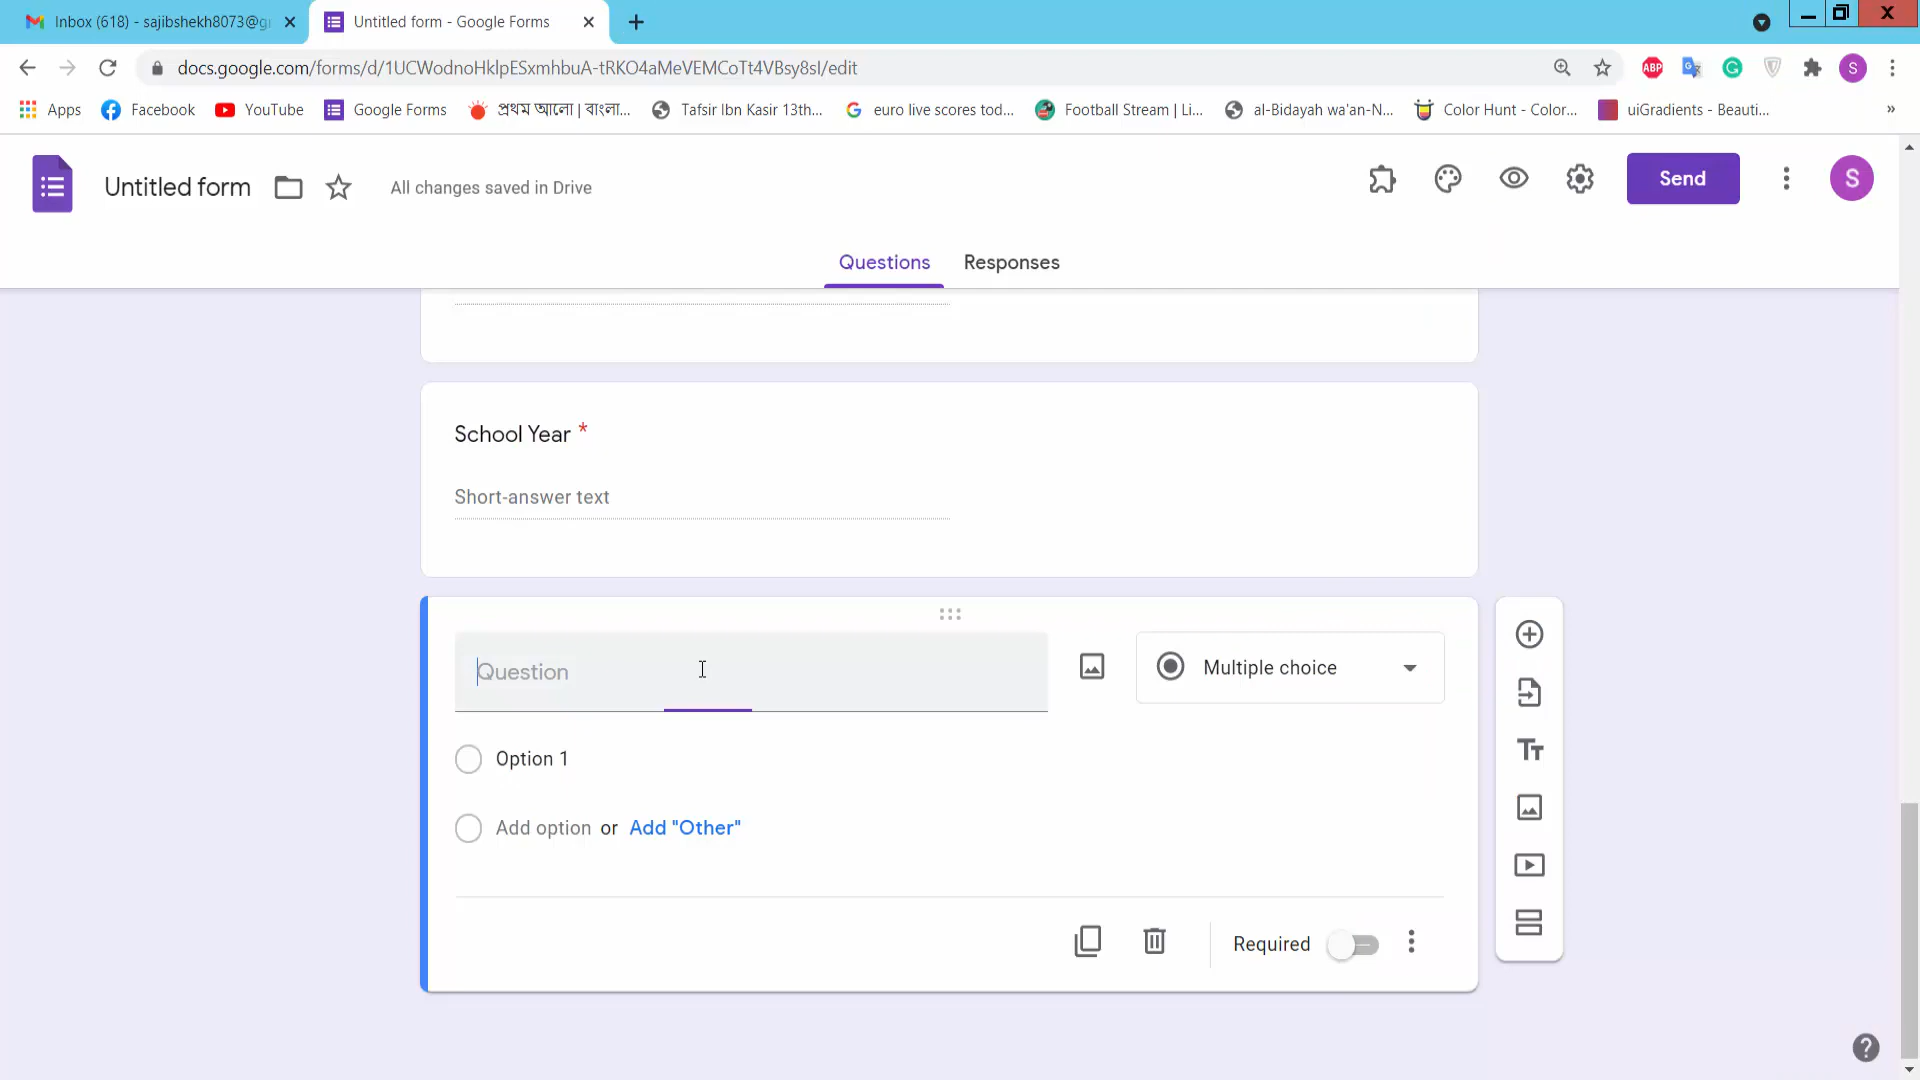 Inbox (618) - sajibshekh8073@g
Untitled form - Google Forms
docs.google.com/forms/d/1UCWodnoHklpESxmhbuA-tRKO4aMeVEMCoTt4VBsy8sI/edit
ABP
G
S
Apps
Facebook
YouTube
Google Forms
প্রথম আলো | বাংলা...
Tafsir Ibn Kasir 13th...
euro live scores tod...
Football Stream | Li...
al-Bidayah wa'an-N...
Color Hunt - Color...
uiGradients - Beauti...
»
Untitled form
All changes saved in Drive
Send
S
Questions
Responses
School Year *
Short-answer text
Question
Multiple choice
Option 1
Add option or Add "Other"
Required